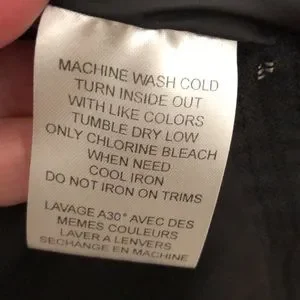 MACHINE WASH COLD
TURN INSIDE OUT
WITH LIKE COLORS
TUMBLE DRY LOW
ONLY CHLORINE BLEACH
WHEN NEED
COOL IRON
DO NOT IRON ON TRIMS
LAVAGE A30° AVEC DES
MEMES COULEURS
LAVER A LENVERS
SECHANGE EN MACHINE